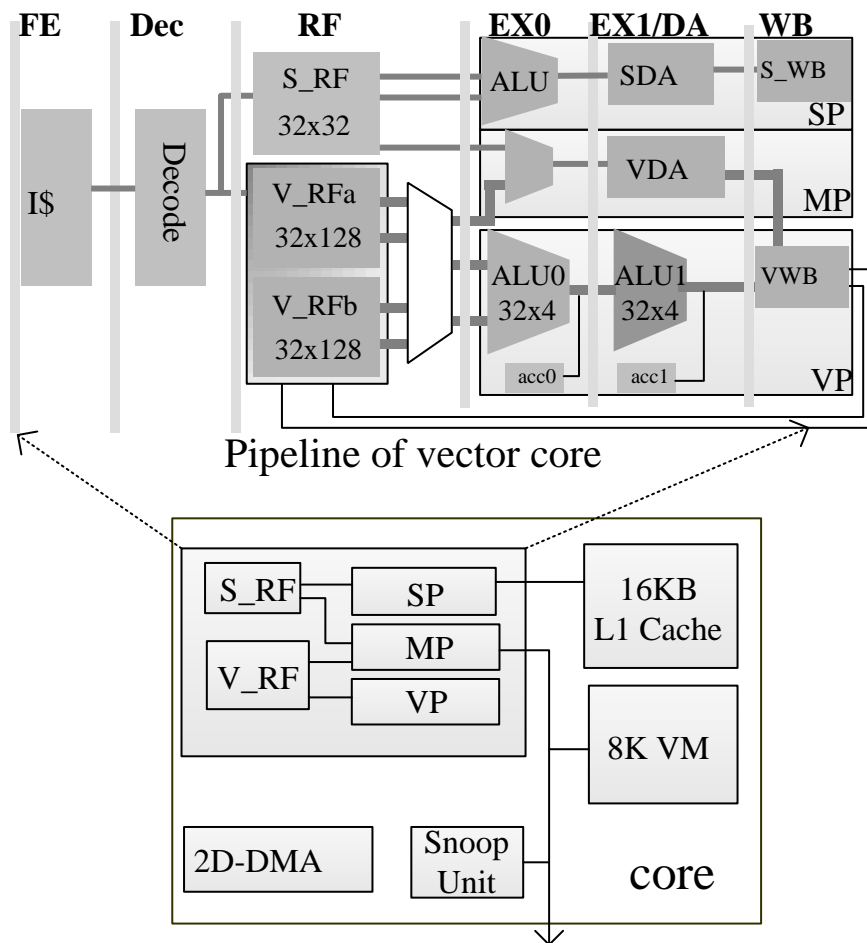 FE Dec RF EX0 EX1/DA WB
S_RF
32x32
ALU
SDA
S_WB
SP
I$
Decode
V_RFa
32x128
V_RFb
32x128
VDA
MP
ALU0
32x4
ALU1
32x4
VWB
acc0
acc1
VP
Pipeline of vector core
S_RF
SP
MP
V_RF
VP
16KB
L1 Cache
8K VM
2D-DMA
Snoop
Unit
core